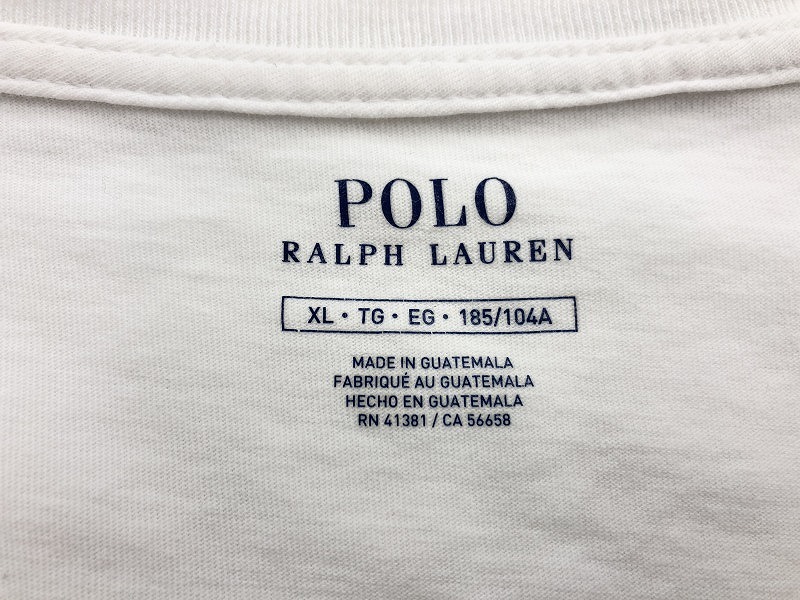 POLO
RALPH LAUREN
XL • TG • EG • 185/104A
MADE IN GUATEMALA
FABRIQUÉ AU GUATEMALA
HECHO EN GUATEMALA
RN 41381 / CA 56658